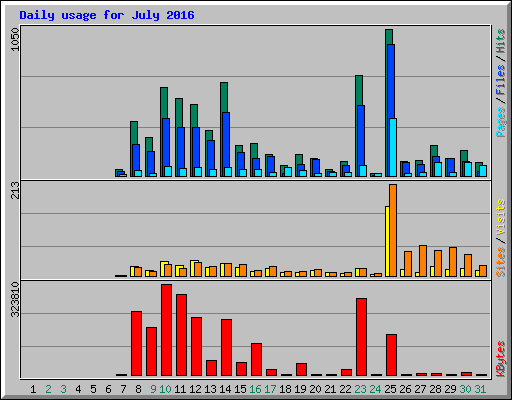 Daily usage for July 2016
1050
Pages / Files / Hits
213
Sites / Visits
323810
KBytes
1 2 3 4 5 6 7 8 9 10 11 12 13 14 15 16 17 18 19 20 21 22 23 24 25 26 27 28 29 30 31